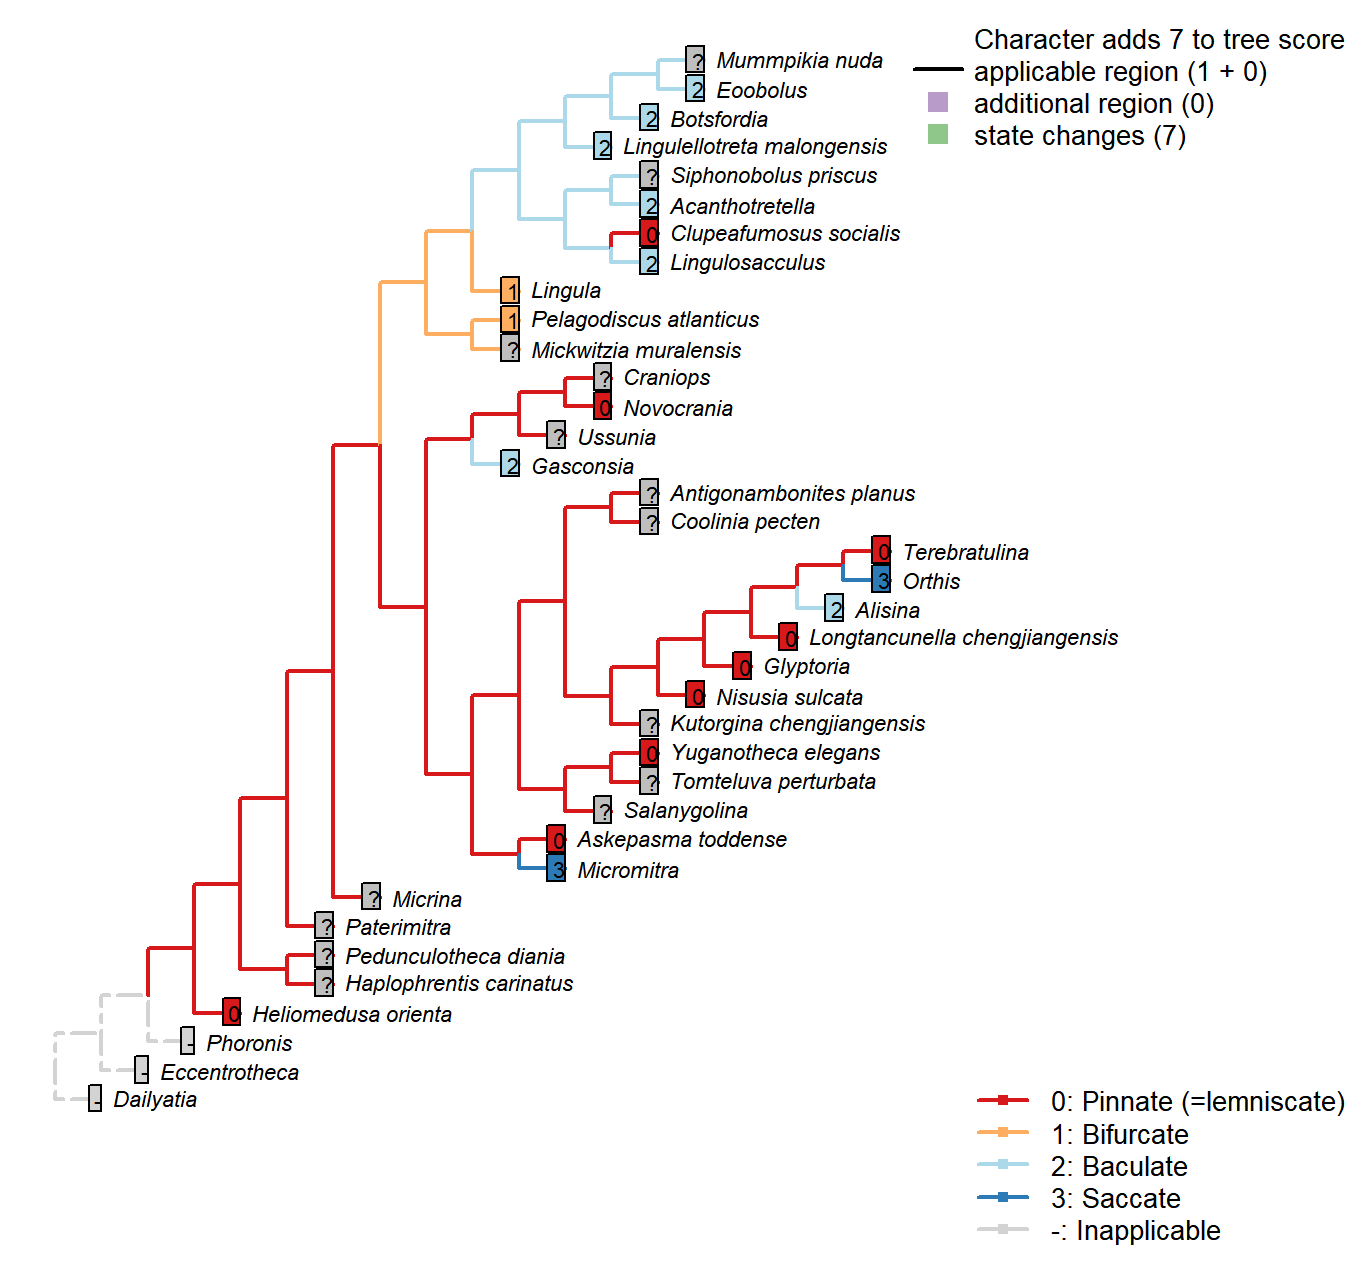 Character adds 7 to tree score
applicable region (1 + 0)
additional region (0)
state changes (7)
? Mummpikia nuda
2 Eoobolus
2 Botsfordia
2 Lingulellotreta malongensis
? Siphonobolus priscus
2 Acanthotretella
0 Clupeafumosus socialis
2 Lingulosacculus
1 Lingula
1 Pelagodiscus atlanticus
? Mickwitzia muralensis
? Craniops
0 Novocrania
? Ussunia
2 Gasconsia
? Antigonambonites planus
? Coolinia pecten
0 Terebratulina
3 Orthis
2 Alisina
0 Longtancunella chengjiangensis
0 Glyptoria
0 Nisusia sulcata
? Kutorgina chengjiangensis
0 Yuganotheca elegans
? Tomteluva perturbata
? Salanygolina
0 Askepasma toddense
3 Micromitra
? Micrina
? Paterimitra
? Pedunculotheca diania
? Haplophrentis carinatus
0 Heliomedusa orienta
- Phoronis
- Eccentrotheca
- Dailyatia
0: Pinnate (=lemniscate)
1: Bifurcate
2: Baculate
3: Saccate
-: Inapplicable